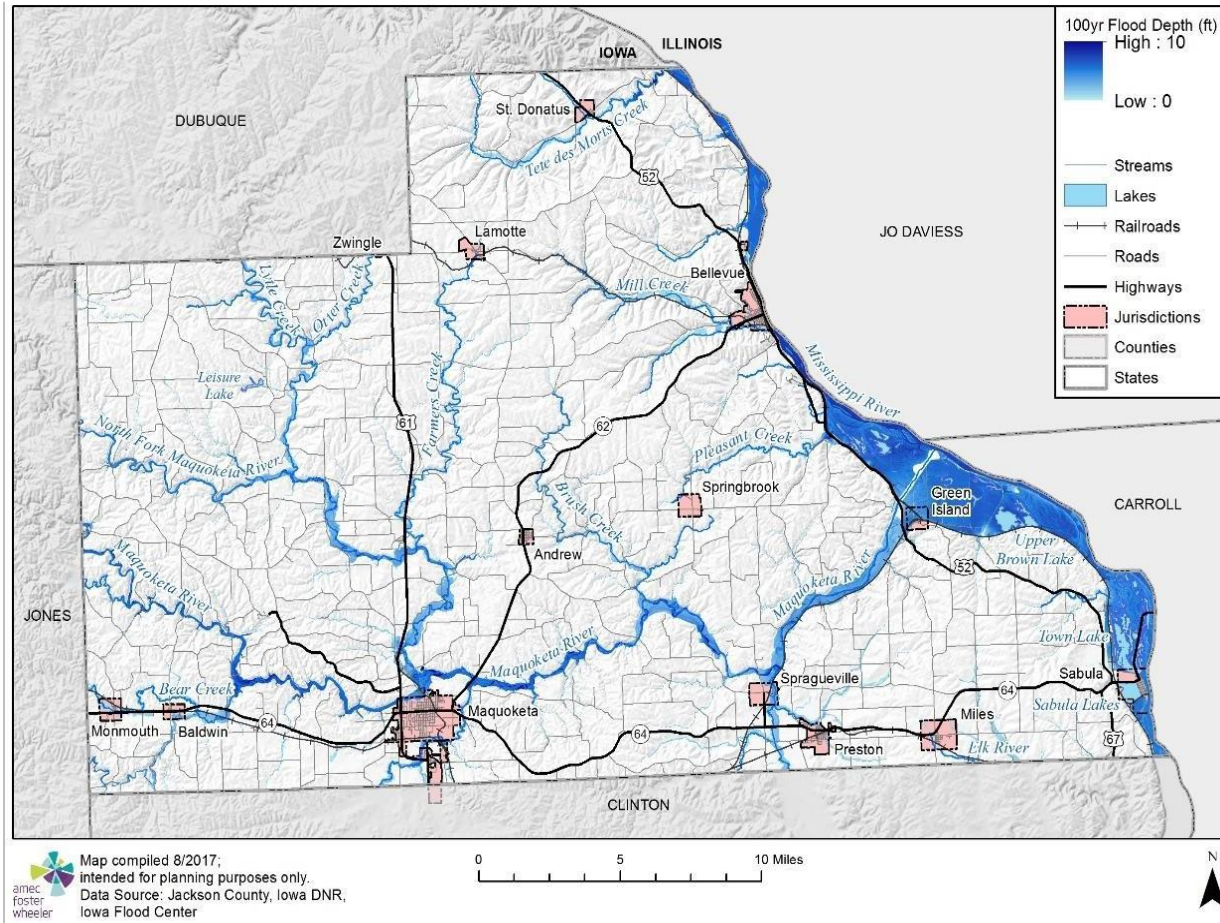 100yr Flood Depth (ft)
High : 10
Low : 0
Streams
Lakes
Railroads
Roads
Highways
Jurisdictions
Counties
States
IOWA
ILLINOIS
DUBUQUE
St. Donatus
Tete des Morts Creek
52
JO DAVIESS
Zwingle
Lamotte
Bellevue
Mill Creek
Lytle Creek
Otter Creek
Leisure
Lake
Farmers Creek
Mississippi River
North Fork Maquoketa River
61
62
Pleasant Creek
Springbrook
Green
Island
CARROLL
Brush Creek
Andrew
Upper
Brown Lake
52
Maquoketa River
Maquoketa River
JONES
Maquoketa River
Town Lake
Bear Creek
Spragueville
Sabula
64
Sabula Lakes
Monmouth
Baldwin
64
Maquoketa
64
Preston
Miles
Elk River
67
CLINTON
amec
foster
wheeler
Map compiled 8/2017;
intended for planning purposes only.
Data Source: Jackson County, Iowa DNR,
Iowa Flood Center
0 5 10 Miles
N